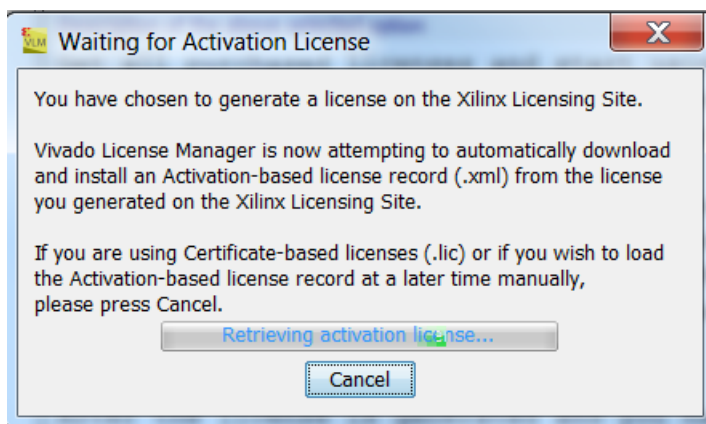 VLM
Waiting for Activation License
X
You have chosen to generate a license on the Xilinx Licensing Site.
Vivado License Manager is now attempting to automatically download
and install an Activation-based license record (.xml) from the license
you generated on the Xilinx Licensing Site.
If you are using Certificate-based licenses (.lic) or if you wish to load
the Activation-based license record at a later time manually,
please press Cancel.
Retrieving activation license...
Cancel